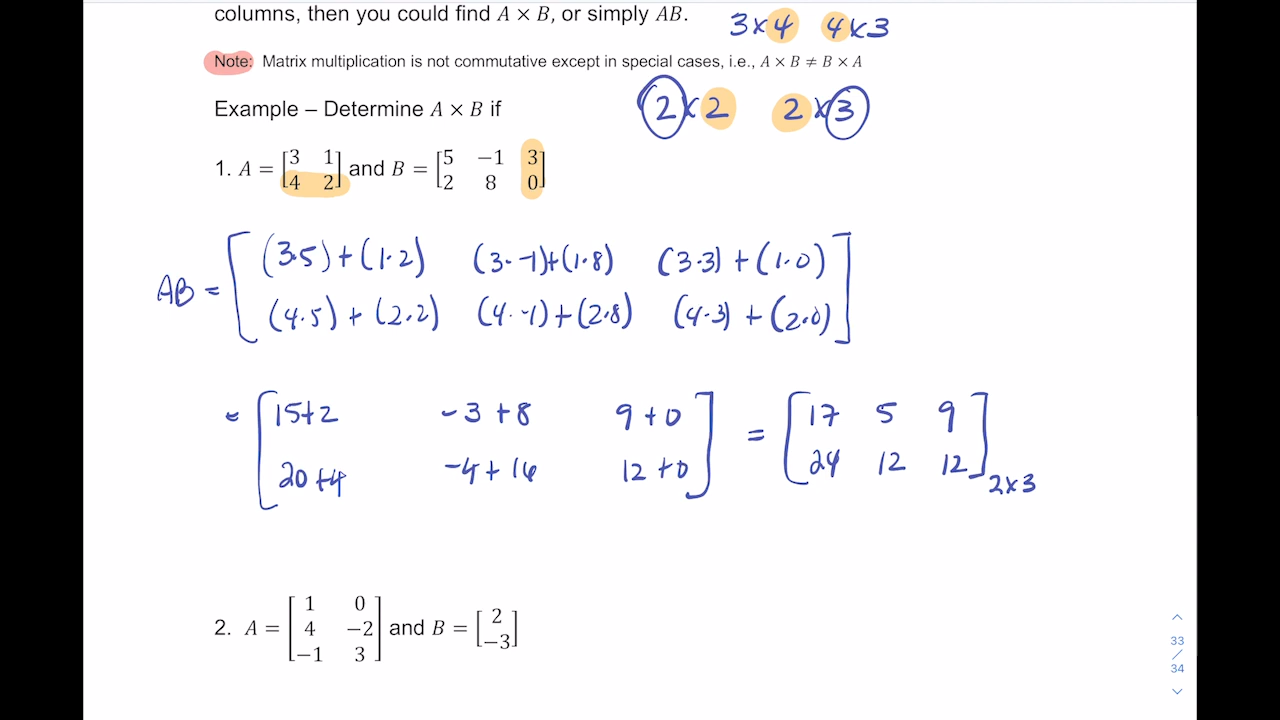 columns, then you could find A × B, or simply AB.
3×4 4×3
Note: Matrix multiplication is not commutative except in special cases, i.e., A × B ≠ B × A
Example – Determine A × B if
2×2 2×3
1. A = [3 1; 4 2] and B = [5 −1 3; 2 8 0]
AB = [(3·5)+(1·2) (3·-1)+(1·8) (3·3)+(1·0)
(4·5)+(2·2) (4·-1)+(2·8) (4·3)+(2·0)]
= [15+2 -3+8 9+0; 20+4 -4+16 12+0] = [17 5 9; 24 12 12] 2×3
2. A = [1 0; 4 −2; −1 3] and B = [2; −3]
33
/
34